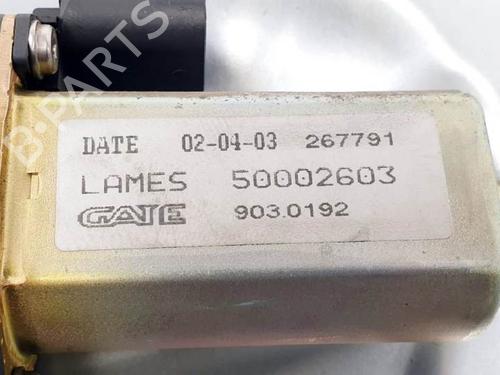 DATE 02-04-03 267791
LAMES 50002603
GATE 903.0192
B-PARTS